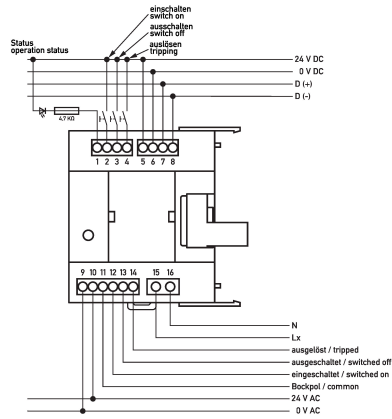 einschalten
switch on
ausschalten
switch off
auslösen
tripping
Status
operation status
24 V DC
0 V DC
D (+)
D (-)
4,7 KΩ
1 2 3 4 5 6 7 8
9 10 11 12 13 14 15 16
N
Lx
ausgelöst / tripped
ausgeschaltet / switched off
eingeschaltet / switched on
Bockpol / common
24 V AC
0 V AC